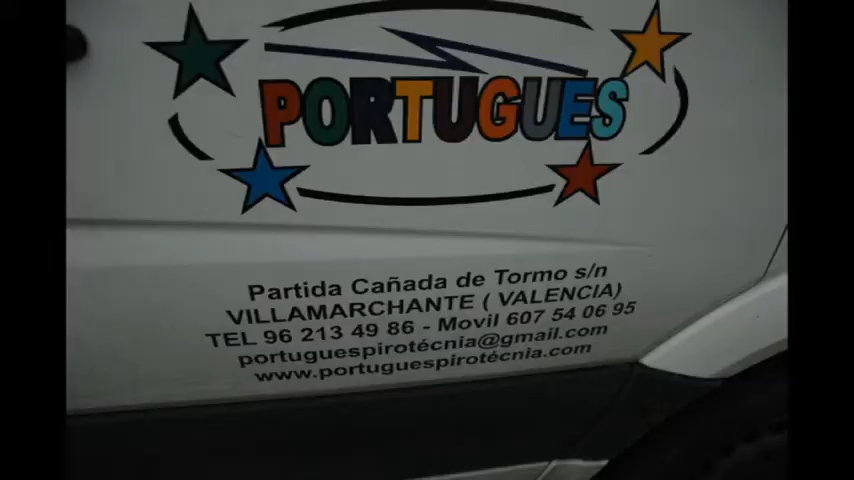 PORTUGUES
Partida Cañada de Tormo s/n
VILLAMARCHANTE ( VALENCIA)
TEL 96 213 49 86 - Movil 607 54 06 95
portuguespirotécnia@gmail.com
www.portuguespirotécnia.com